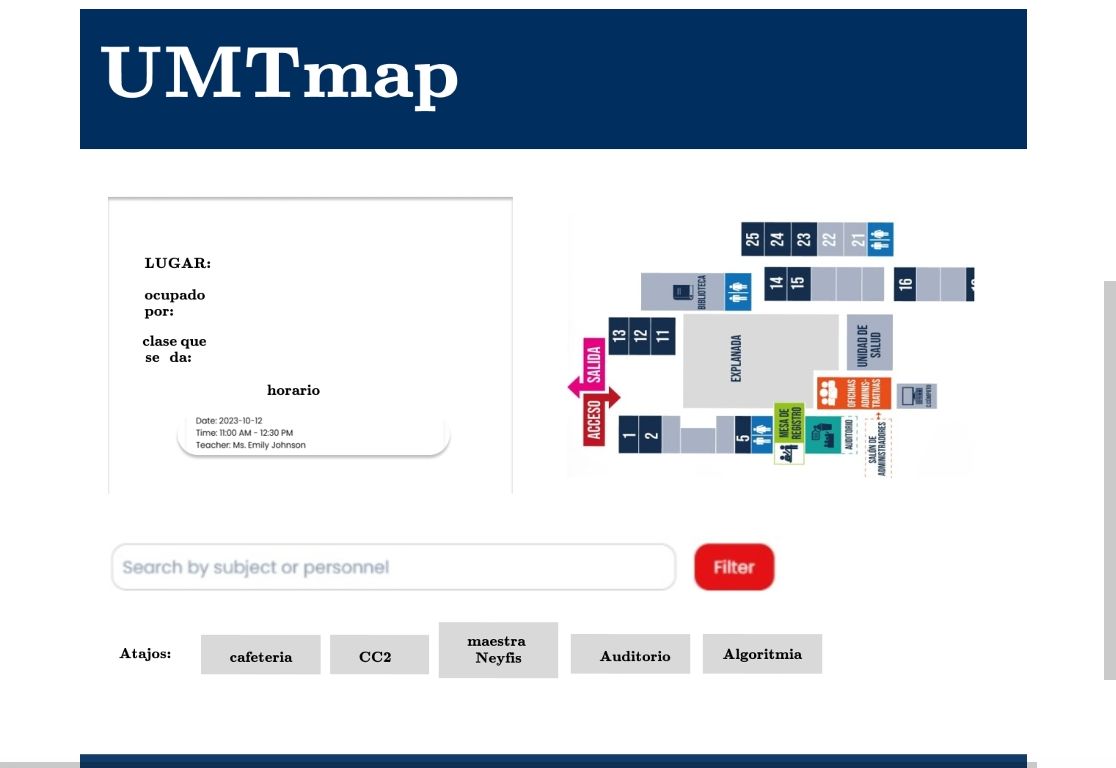 UMTmap
LUGAR:
ocupado
por:
clase que
se da:
horario
Date: 2023-10-12
Time: 11:00 AM - 12:30 PM
Teacher: Ms. Emily Johnson
25
24
23
22
21
BIBLIOTECA
14
15
16
13
12
11
SALIDA
ACCESO
EXPLANADA
UNIDAD DE
SALUD
OFICINAS
ADMINIS-
TRATIVAS
1
2
5
MESA DE
REGISTRO
AUDITORIO
SALÓN DE
ADMINISTRADORES
Search by subject or personnel
Filter
Atajos:
cafeteria
CC2
maestra
Neyfis
Auditorio
Algoritmia